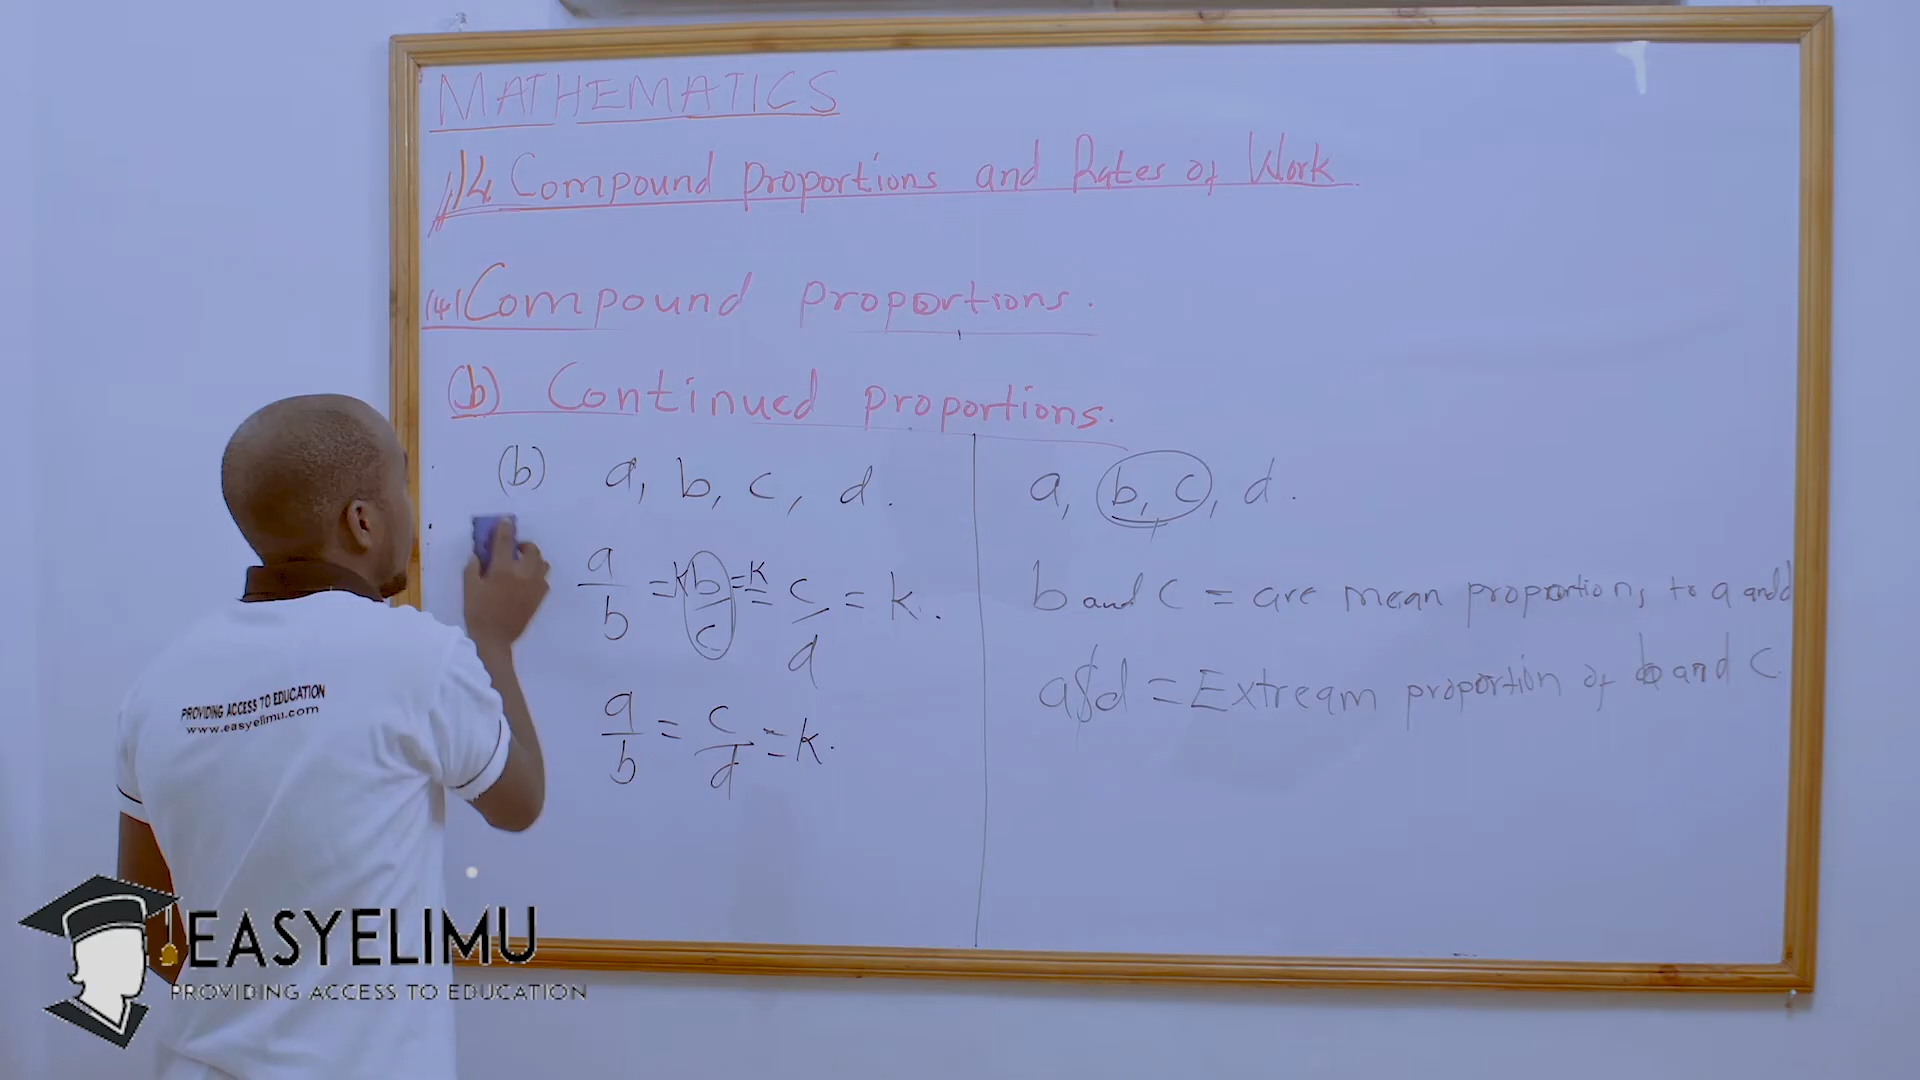 MATHEMATICS
14 Compound proportions and Rates of Work
14) Compound proportions.
(b) Continued proportions.
(b) a, b, c, d.
a/b = k b/c = k = c/d = k.
a/b = c/d = k.
a, b, c, d.
b and c = are mean proportions to a and d
a & d = Extream proportion of b and c
PROVIDING ACCESS TO EDUCATION
www.easyelimu.com
EASYELIMU
PROVIDING ACCESS TO EDUCATION